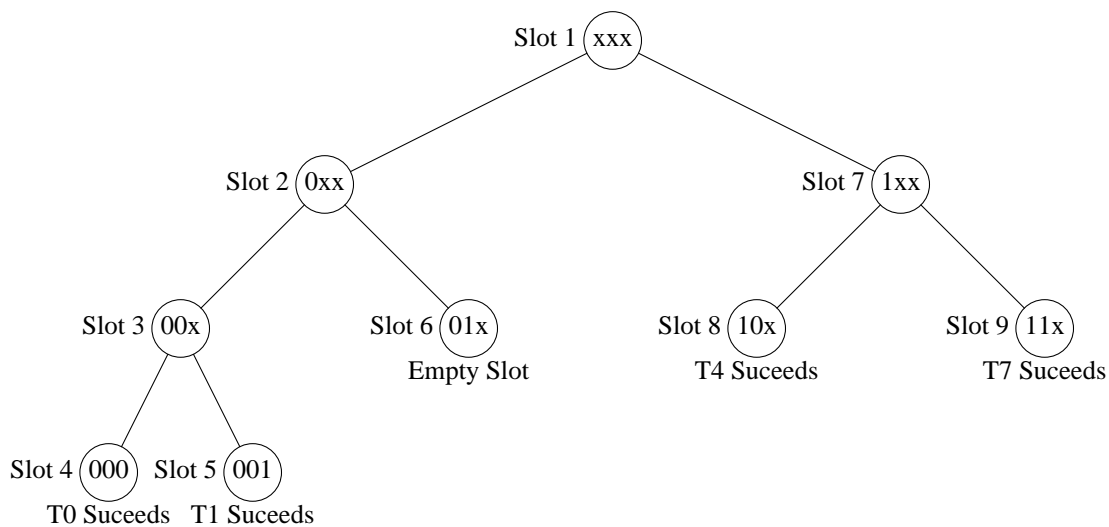 Slot 1 xxx
Slot 2 0xx
Slot 7 1xx
Slot 3 00x
Slot 6 01x
Slot 8 10x
Slot 9 11x
Empty Slot
T4 Suceeds
T7 Suceeds
Slot 4 000
Slot 5 001
T0 Suceeds
T1 Suceeds